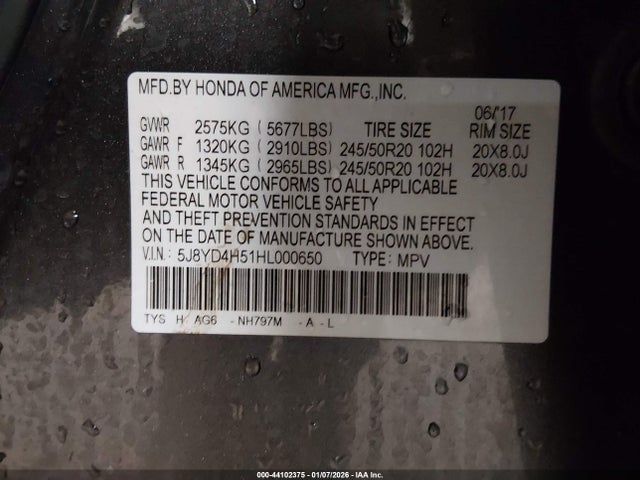 MFD.BY HONDA OF AMERICA MFG.,INC.
06/'17
GVWR 2575KG ( 5677LBS) TIRE SIZE RIM SIZE
GAWR F 1320KG ( 2910LBS) 245/50R20 102H 20X8.0J
GAWR R 1345KG ( 2965LBS) 245/50R20 102H 20X8.0J
THIS VEHICLE CONFORMS TO ALL APPLICABLE
FEDERAL MOTOR VEHICLE SAFETY
AND THEFT PREVENTION STANDARDS IN EFFECT
ON THE DATE OF MANUFACTURE SHOWN ABOVE.
V.I.N.: 5J8YD4H51HL000650 TYPE: MPV
TYS H AG6 -NH797M -A -L
000-44102375 - 01/07/2026 - IAA Inc.